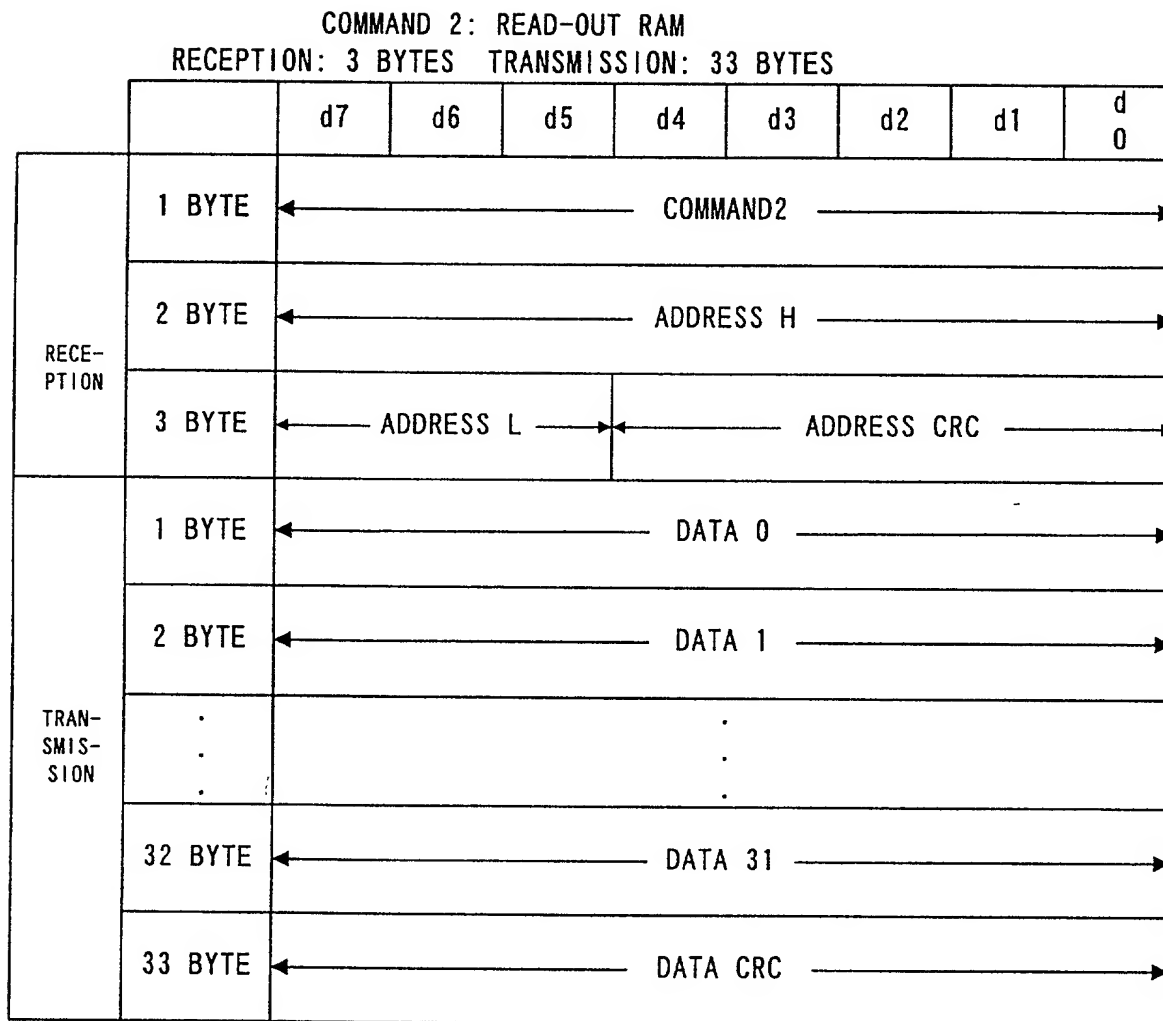 COMMAND 2: READ-OUT RAM
RECEPTION: 3 BYTES TRANSMISSION: 33 BYTES
d7 d6 d5 d4 d3 d2 d1 d
0
1 BYTE COMMAND2
2 BYTE ADDRESS H
RECE-
PTION
3 BYTE ADDRESS L ADDRESS CRC
1 BYTE DATA 0
2 BYTE DATA 1
TRAN-
SMIS-
SION
. .
. .
. .
32 BYTE DATA 31
33 BYTE DATA CRC